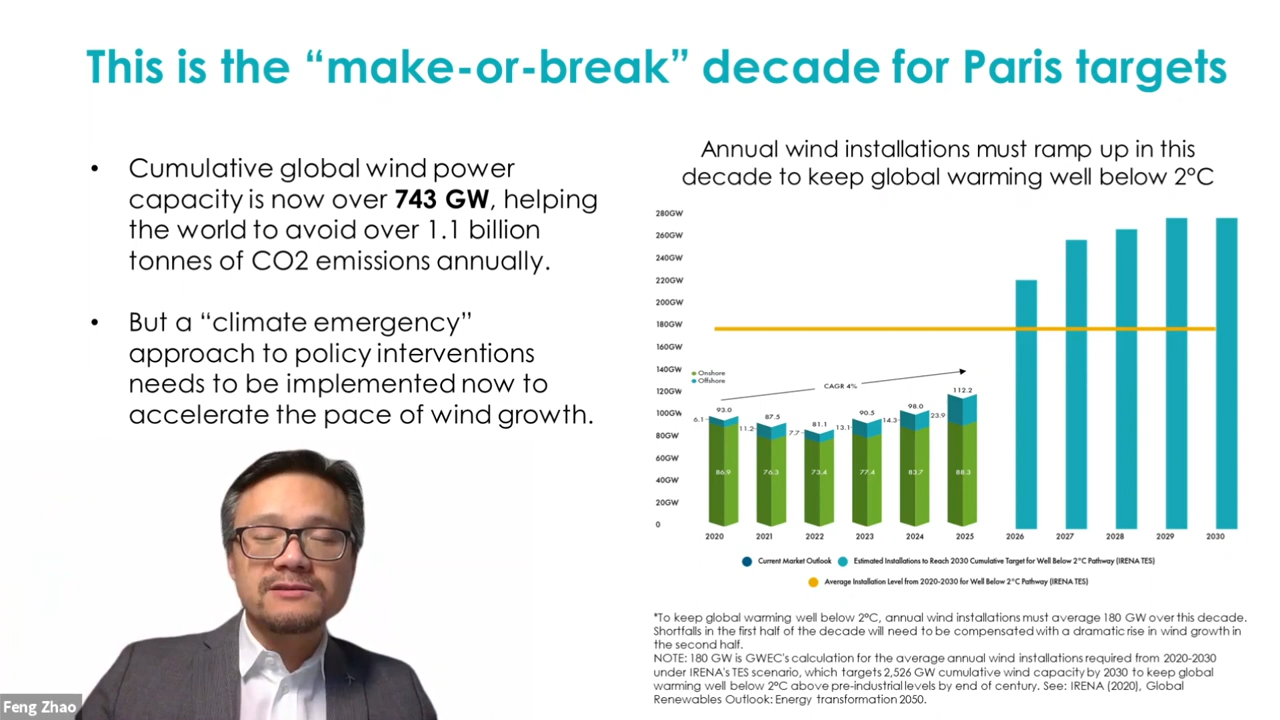 This is the “make-or-break” decade for Paris targets
• Cumulative global wind power
capacity is now over 743 GW, helping
the world to avoid over 1.1 billion
tonnes of CO2 emissions annually.
• But a “climate emergency”
approach to policy interventions
needs to be implemented now to
accelerate the pace of wind growth.
Annual wind installations must ramp up in this
decade to keep global warming well below 2°C
280GW
260GW
240GW
220GW
200GW
180GW
160GW
140GW
120GW
100GW
80GW
60GW
40GW
20GW
0
Onshore
Offshore
CAGR 4%
93.0
87.5
81.1
90.5
98.0
112.2
6.1
11.2
7.7
13.1
14.3
23.9
86.9
76.3
73.4
77.4
83.7
88.3
2020 2021 2022 2023 2024 2025 2026 2027 2028 2029 2030
Current Market Outlook Estimated Installations to Reach 2030 Cumulative Target for Well Below 2°C Pathway (IRENA TES)
Average Installation Level from 2020-2030 for Well Below 2°C Pathway (IRENA TES)
*To keep global warming well below 2°C, annual wind installations must average 180 GW over this decade.
Shortfalls in the first half of the decade will need to be compensated with a dramatic rise in wind growth in
the second half.
NOTE: 180 GW is GWEC's calculation for the average annual wind installations required from 2020-2030
under IRENA's TES scenario, which targets 2,526 GW cumulative wind capacity by 2030 to keep global
warming well below 2°C above pre-industrial levels by end of century. See: IRENA (2020), Global
Renewables Outlook: Energy transformation 2050.
Feng Zhao